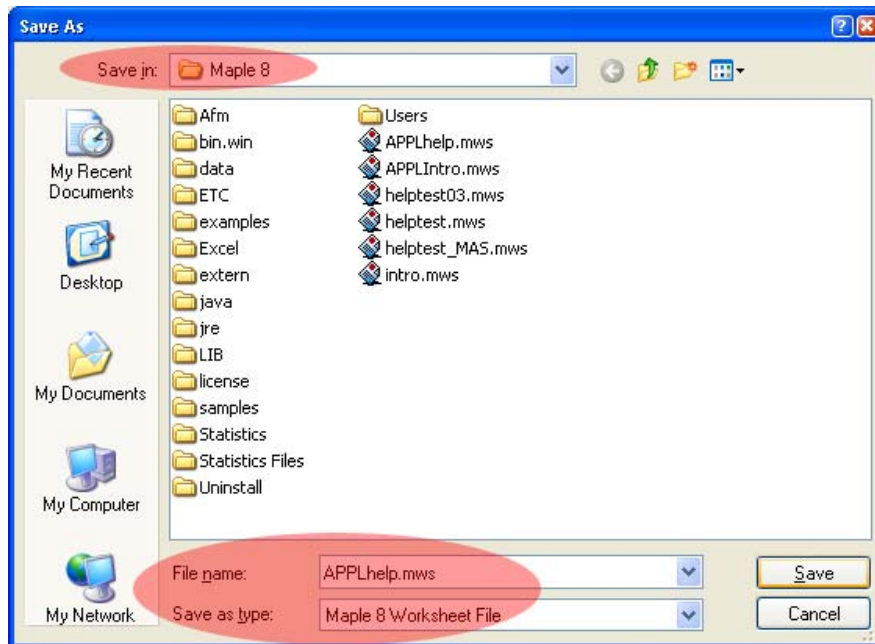 Save As
Save in: Maple 8
My Recent Documents
Desktop
My Documents
My Computer
My Network
Afm
bin.win
data
ETC
examples
Excel
extern
java
jre
LIB
license
samples
Statistics
Statistics Files
Uninstall
Users
APPLhelp.mws
APPLIntro.mws
helptest03.mws
helptest.mws
helptest_MAS.mws
intro.mws
File name: APPLhelp.mws Save
Save as type: Maple 8 Worksheet File Cancel